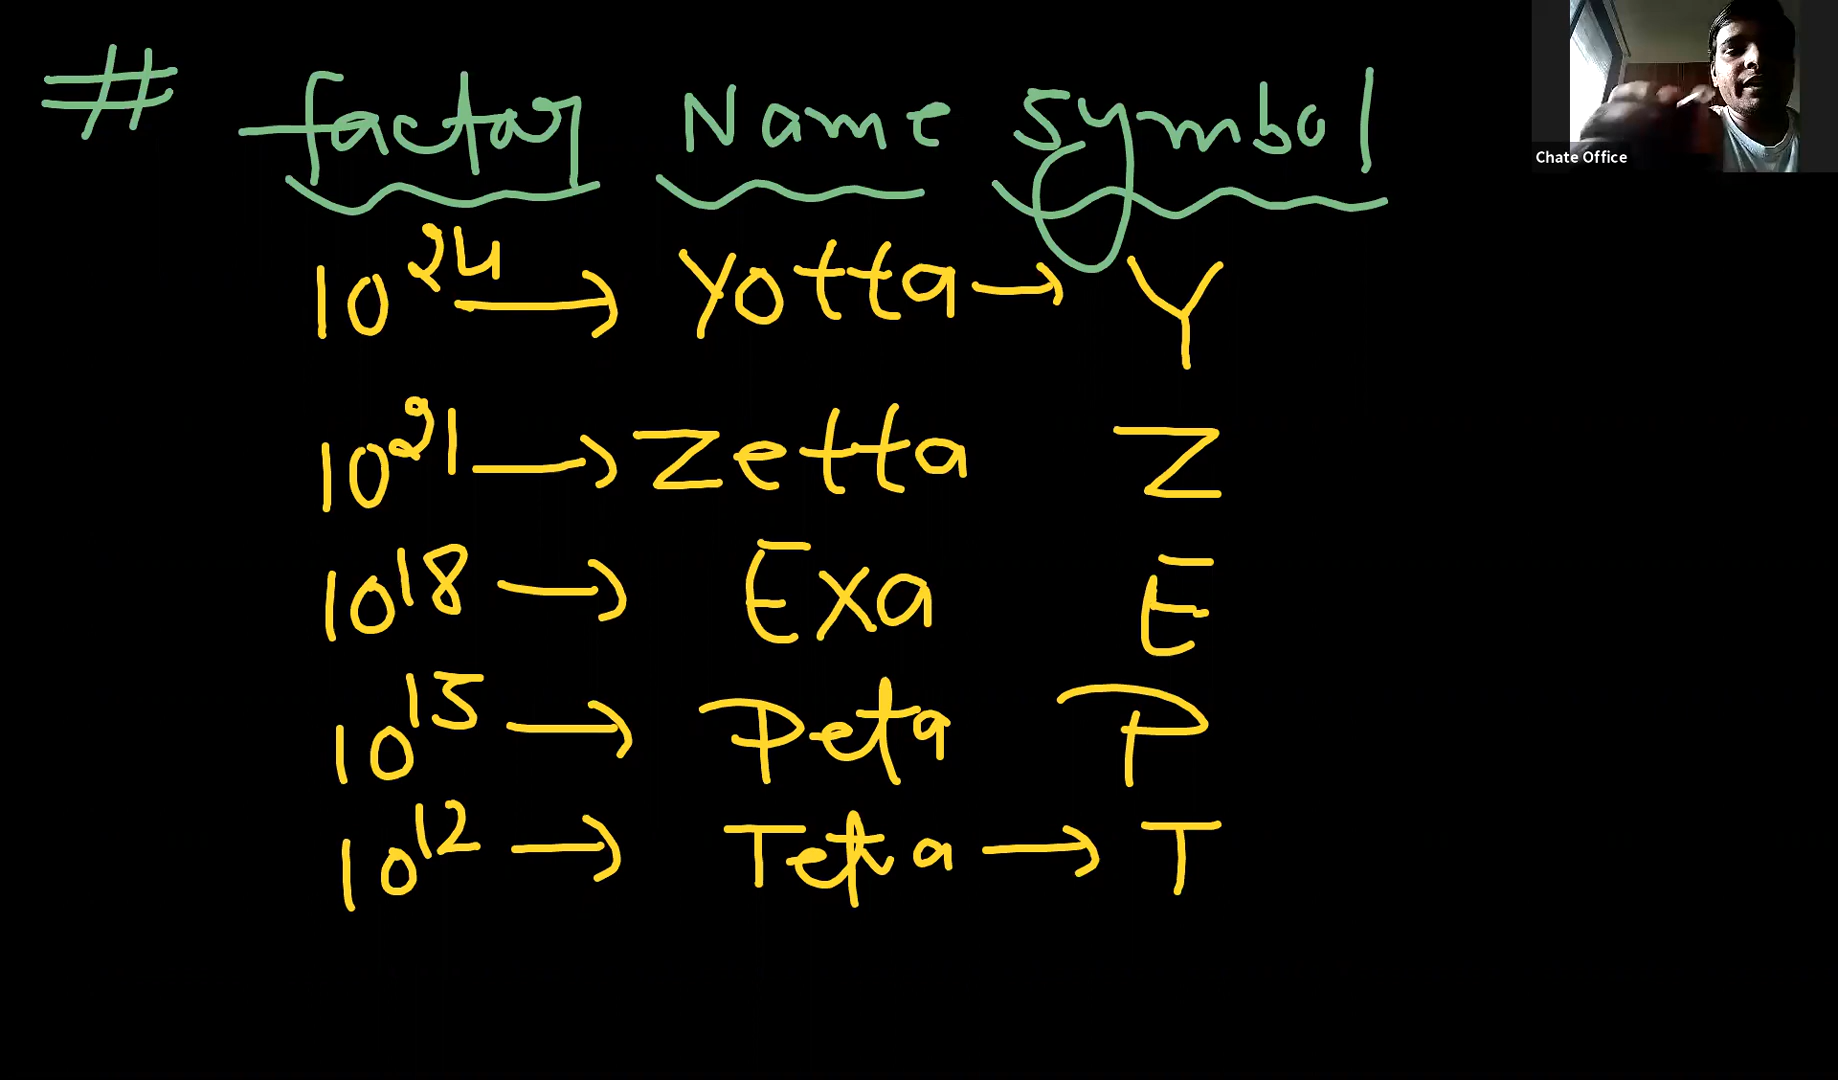 # factor Name Symbol
Chate Office
10^24 → Yotta → Y
10^21 → Zetta Z
10^18 → Exa E
10^15 → Peta P
10^12 → Tetra → T